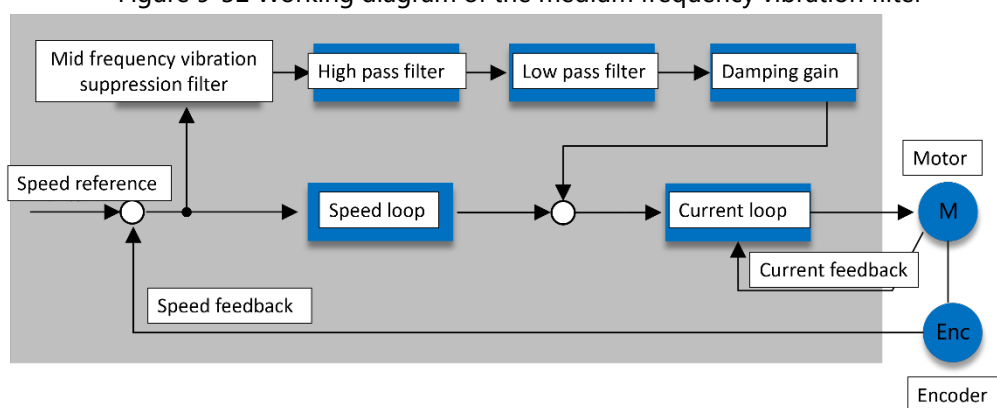 Figure 9-32 Working diagram of the medium frequency vibration filter
Mid frequency vibration
suppression filter
High pass filter
Low pass filter
Damping gain
Motor
Speed reference
Speed loop
Current loop
M
Current feedback
Speed feedback
Enc
Encoder